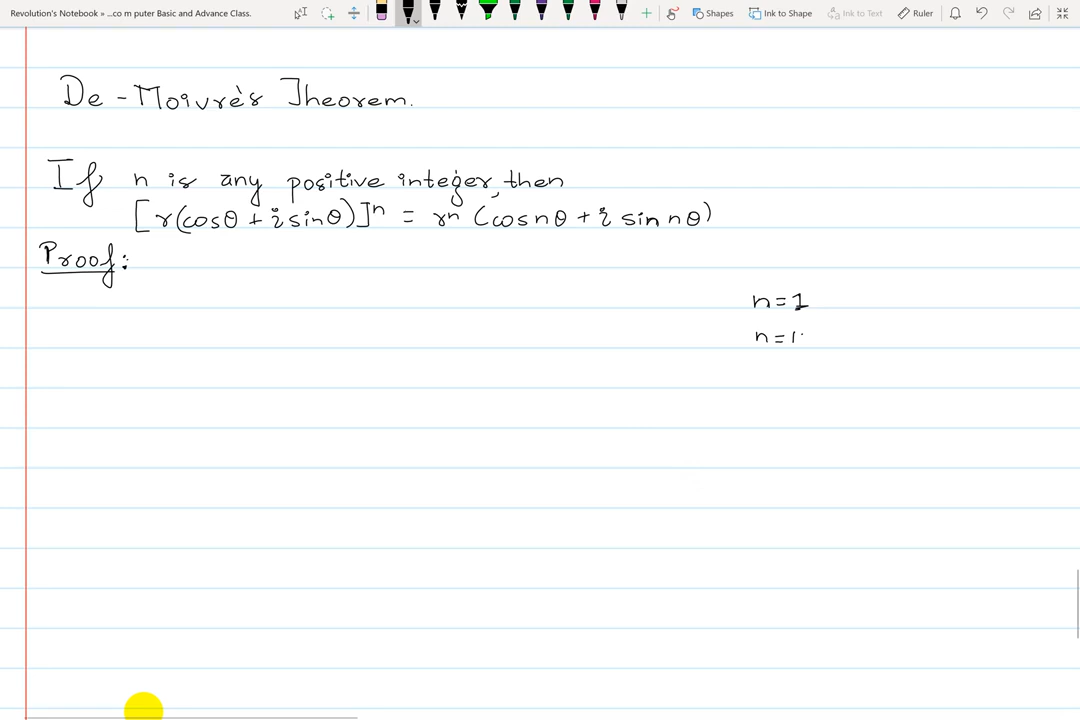 Revolution's Notebook » ...co m puter Basic and Advance Class.
Shapes
Ink to Shape
Ink to Text
Ruler
De-Moivre's Theorem.
If n is any positive integer, then
[r(cosθ + i sinθ)]ⁿ = rⁿ (cos nθ + i sin nθ)
Proof:
n = 1
n = 1